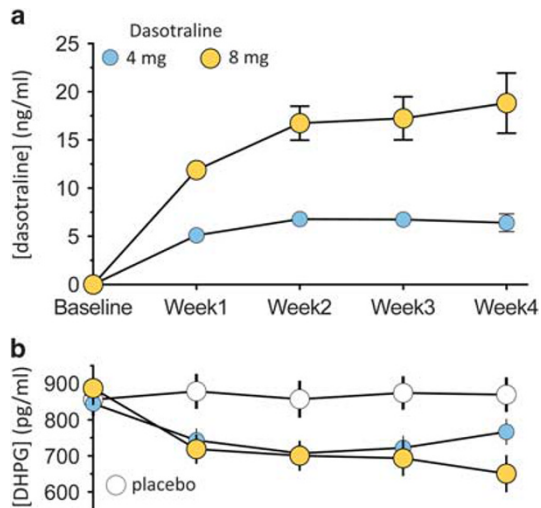 a
Dasotraline
4 mg 8 mg
[dasotraline] (ng/ml)
25
20
15
10
5
0
Baseline Week1 Week2 Week3 Week4
b
[DHPG] (pg/ml)
900
800
700
600
placebo